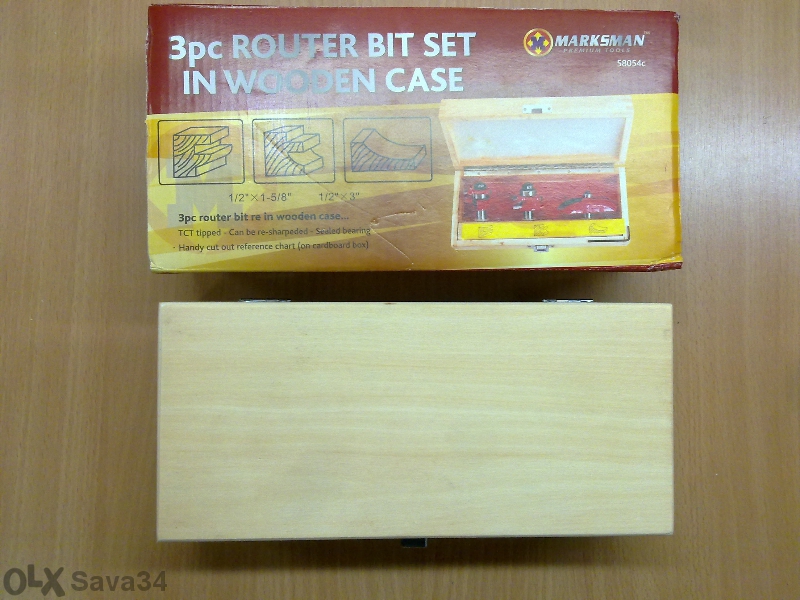 3pc ROUTER BIT SET
IN WOODEN CASE
MARKSMAN
PREMIUM TOOLS
58054c
1/2"×1-5/8" 1/2"×3"
3pc router bit re in wooden case...
TCT tipped - Can be re-sharpeded - Sealed bearing
· Handy cut out reference chart (on cardboard box)
OLX Sava34